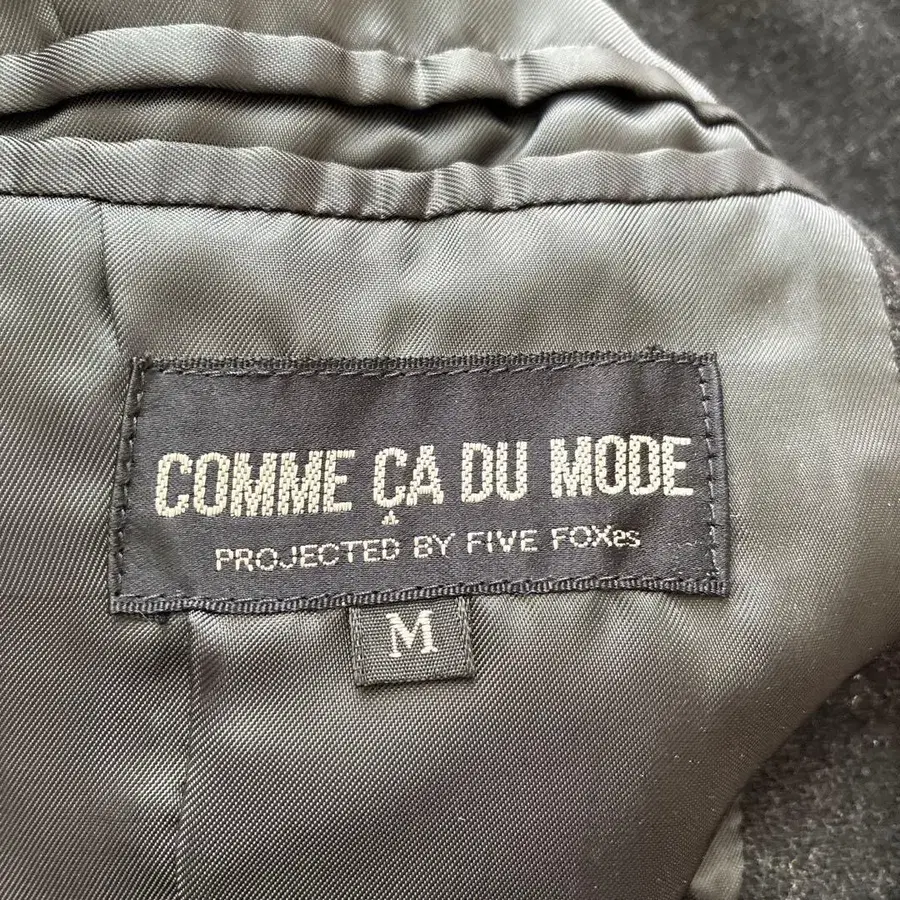 COMME ÇA DU MODE
PROJECTED BY FIVE FOXes
M